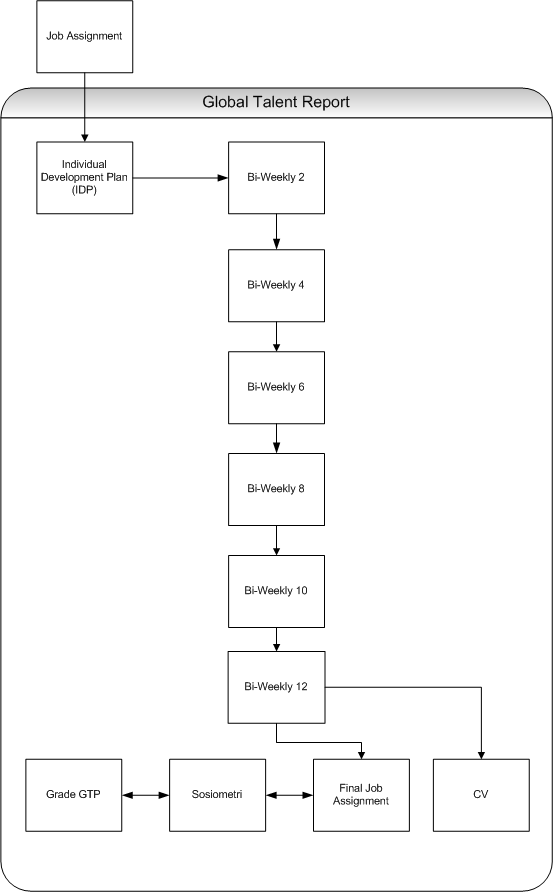 Job Assignment
Global Talent Report
Individual
Development Plan
(IDP)
Bi-Weekly 2
Bi-Weekly 4
Bi-Weekly 6
Bi-Weekly 8
Bi-Weekly 10
Bi-Weekly 12
Grade GTP
Sosiometri
Final Job
Assignment
CV